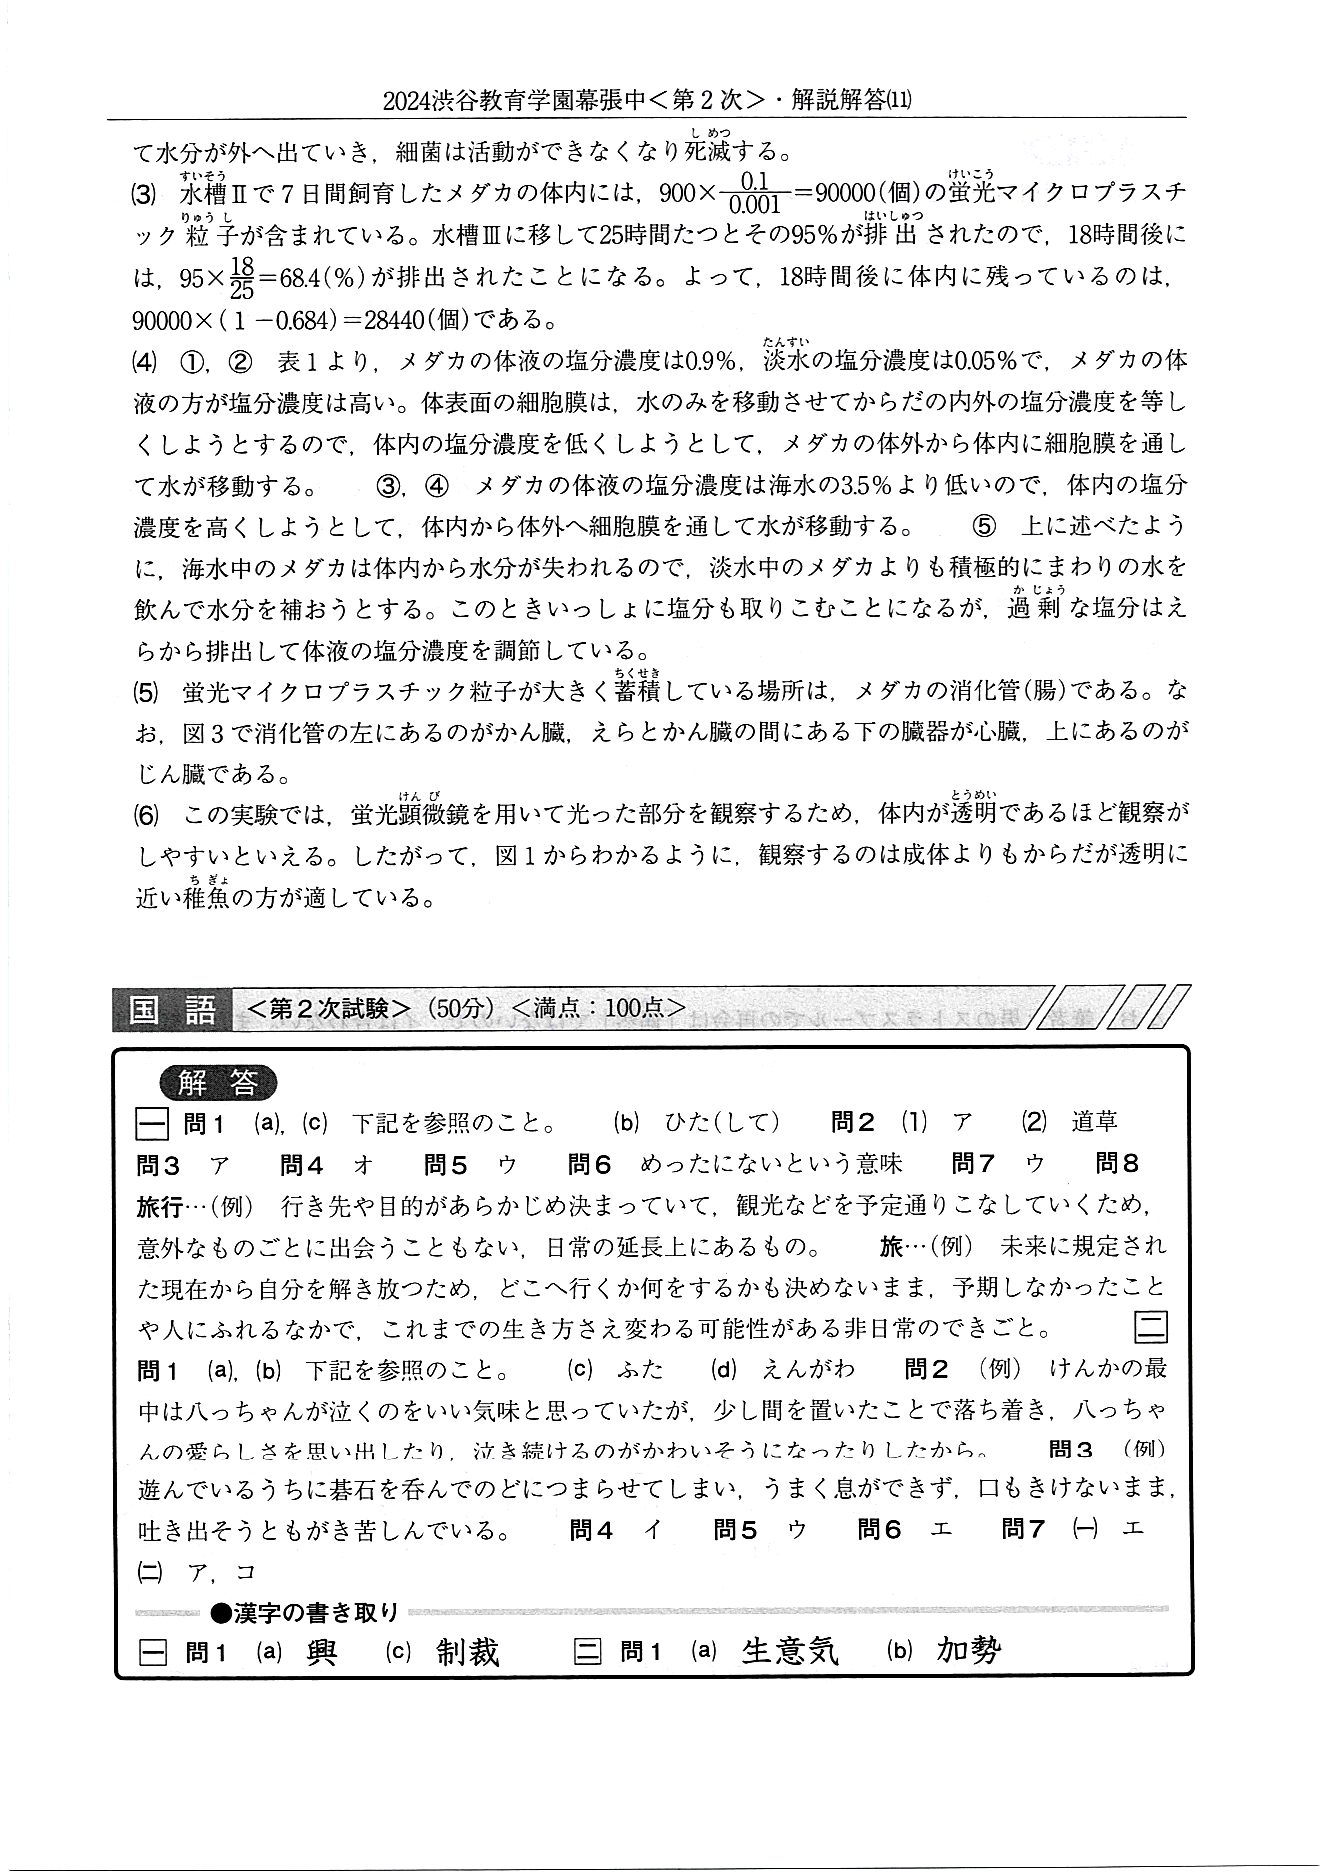 2024渋谷教育学園幕張中＜第２次＞・解説解答⑾
て水分が外へ出ていき，細菌は活動ができなくなり死滅する。
⑶　水槽Ⅱで７日間飼育したメダカの体内には，900×0.1/0.001＝90000(個)の蛍光マイクロプラスチ
ック粒子が含まれている。水槽Ⅲに移して25時間たつとその95％が排出されたので，18時間後に
は，95×18/25＝68.4(％)が排出されたことになる。よって，18時間後に体内に残っているのは，
90000×(１－0.684)＝28440(個)である。
⑷　①，②　表１より，メダカの体液の塩分濃度は0.9％，淡水の塩分濃度は0.05％で，メダカの体
液の方が塩分濃度は高い。体表面の細胞膜は，水のみを移動させてからだの内外の塩分濃度を等し
くしようとするので，体内の塩分濃度を低くしようとして，メダカの体外から体内に細胞膜を通し
て水が移動する。　③，④　メダカの体液の塩分濃度は海水の3.5％より低いので，体内の塩分
濃度を高くしようとして，体内から体外へ細胞膜を通して水が移動する。　⑤　上に述べたよう
に，海水中のメダカは体内から水分が失われるので，淡水中のメダカよりも積極的にまわりの水を
飲んで水分を補おうとする。このときいっしょに塩分も取りこむことになるが，過剰な塩分はえ
らから排出して体液の塩分濃度を調節している。
⑸　蛍光マイクロプラスチック粒子が大きく蓄積している場所は，メダカの消化管(腸)である。な
お，図３で消化管の左にあるのがかん臓，えらとかん臓の間にある下の臓器が心臓，上にあるのが
じん臓である。
⑹　この実験では，蛍光顕微鏡を用いて光った部分を観察するため，体内が透明であるほど観察が
しやすいといえる。したがって，図１からわかるように，観察するのは成体よりもからだが透明に
近い稚魚の方が適している。
国　語　＜第２次試験＞（50分）＜満点：100点＞
解答
一　問１　(a)，(c)　下記を参照のこと。　(b)　ひた(して)　問２　(1)　ア　(2)　道草
問３　ア　問４　オ　問５　ウ　問６　めったにないという意味　問７　ウ　問８
旅行…(例)　行き先や目的があらかじめ決まっていて，観光などを予定通りこなしていくため，
意外なものごとに出会うこともない，日常の延長上にあるもの。　旅…(例)　未来に規定され
た現在から自分を解き放つため，どこへ行くか何をするかも決めないまま，予期しなかったこと
や人にふれるなかで，これまでの生き方さえ変わる可能性がある非日常のできごと。　二
問１　(a)，(b)　下記を参照のこと。　(c)　ふた　(d)　えんがわ　問２　(例)　けんかの最
中は八っちゃんが泣くのをいい気味と思っていたが，少し間を置いたことで落ち着き，八っちゃ
んの愛らしさを思い出したり，泣き続けるのがかわいそうになったりしたから。　問３　(例)
遊んでいるうちに碁石を呑んでのどにつまらせてしまい，うまく息ができず，口もきけないまま，
吐き出そうともがき苦しんでいる。　問４　イ　問５　ウ　問６　エ　問７　㈠　エ
㈡　ア，コ
●漢字の書き取り
一　問１　(a)　興　(c)　制裁　二　問１　(a)　生意気　(b)　加勢